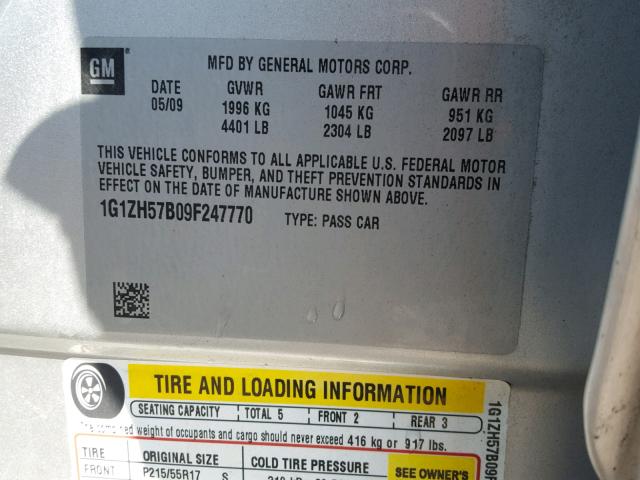 GM
MFD BY GENERAL MOTORS CORP.
DATE GVWR GAWR FRT GAWR RR
05/09 1996 KG 1045 KG 951 KG
4401 LB 2304 LB 2097 LB
THIS VEHICLE CONFORMS TO ALL APPLICABLE U.S. FEDERAL MOTOR
VEHICLE SAFETY, BUMPER, AND THEFT PREVENTION STANDARDS IN
EFFECT ON THE DATE OF MANUFACTURE SHOWN ABOVE.
1G1ZH57B09F247770 TYPE: PASS CAR
TIRE AND LOADING INFORMATION
SEATING CAPACITY TOTAL 5 FRONT 2 REAR 3
The combined weight of occupants and cargo should never exceed 416 kg or 917 lbs.
TIRE ORIGINAL SIZE COLD TIRE PRESSURE
SEE OWNER'S
FRONT P215/55R17 S
1G1ZH57B09F